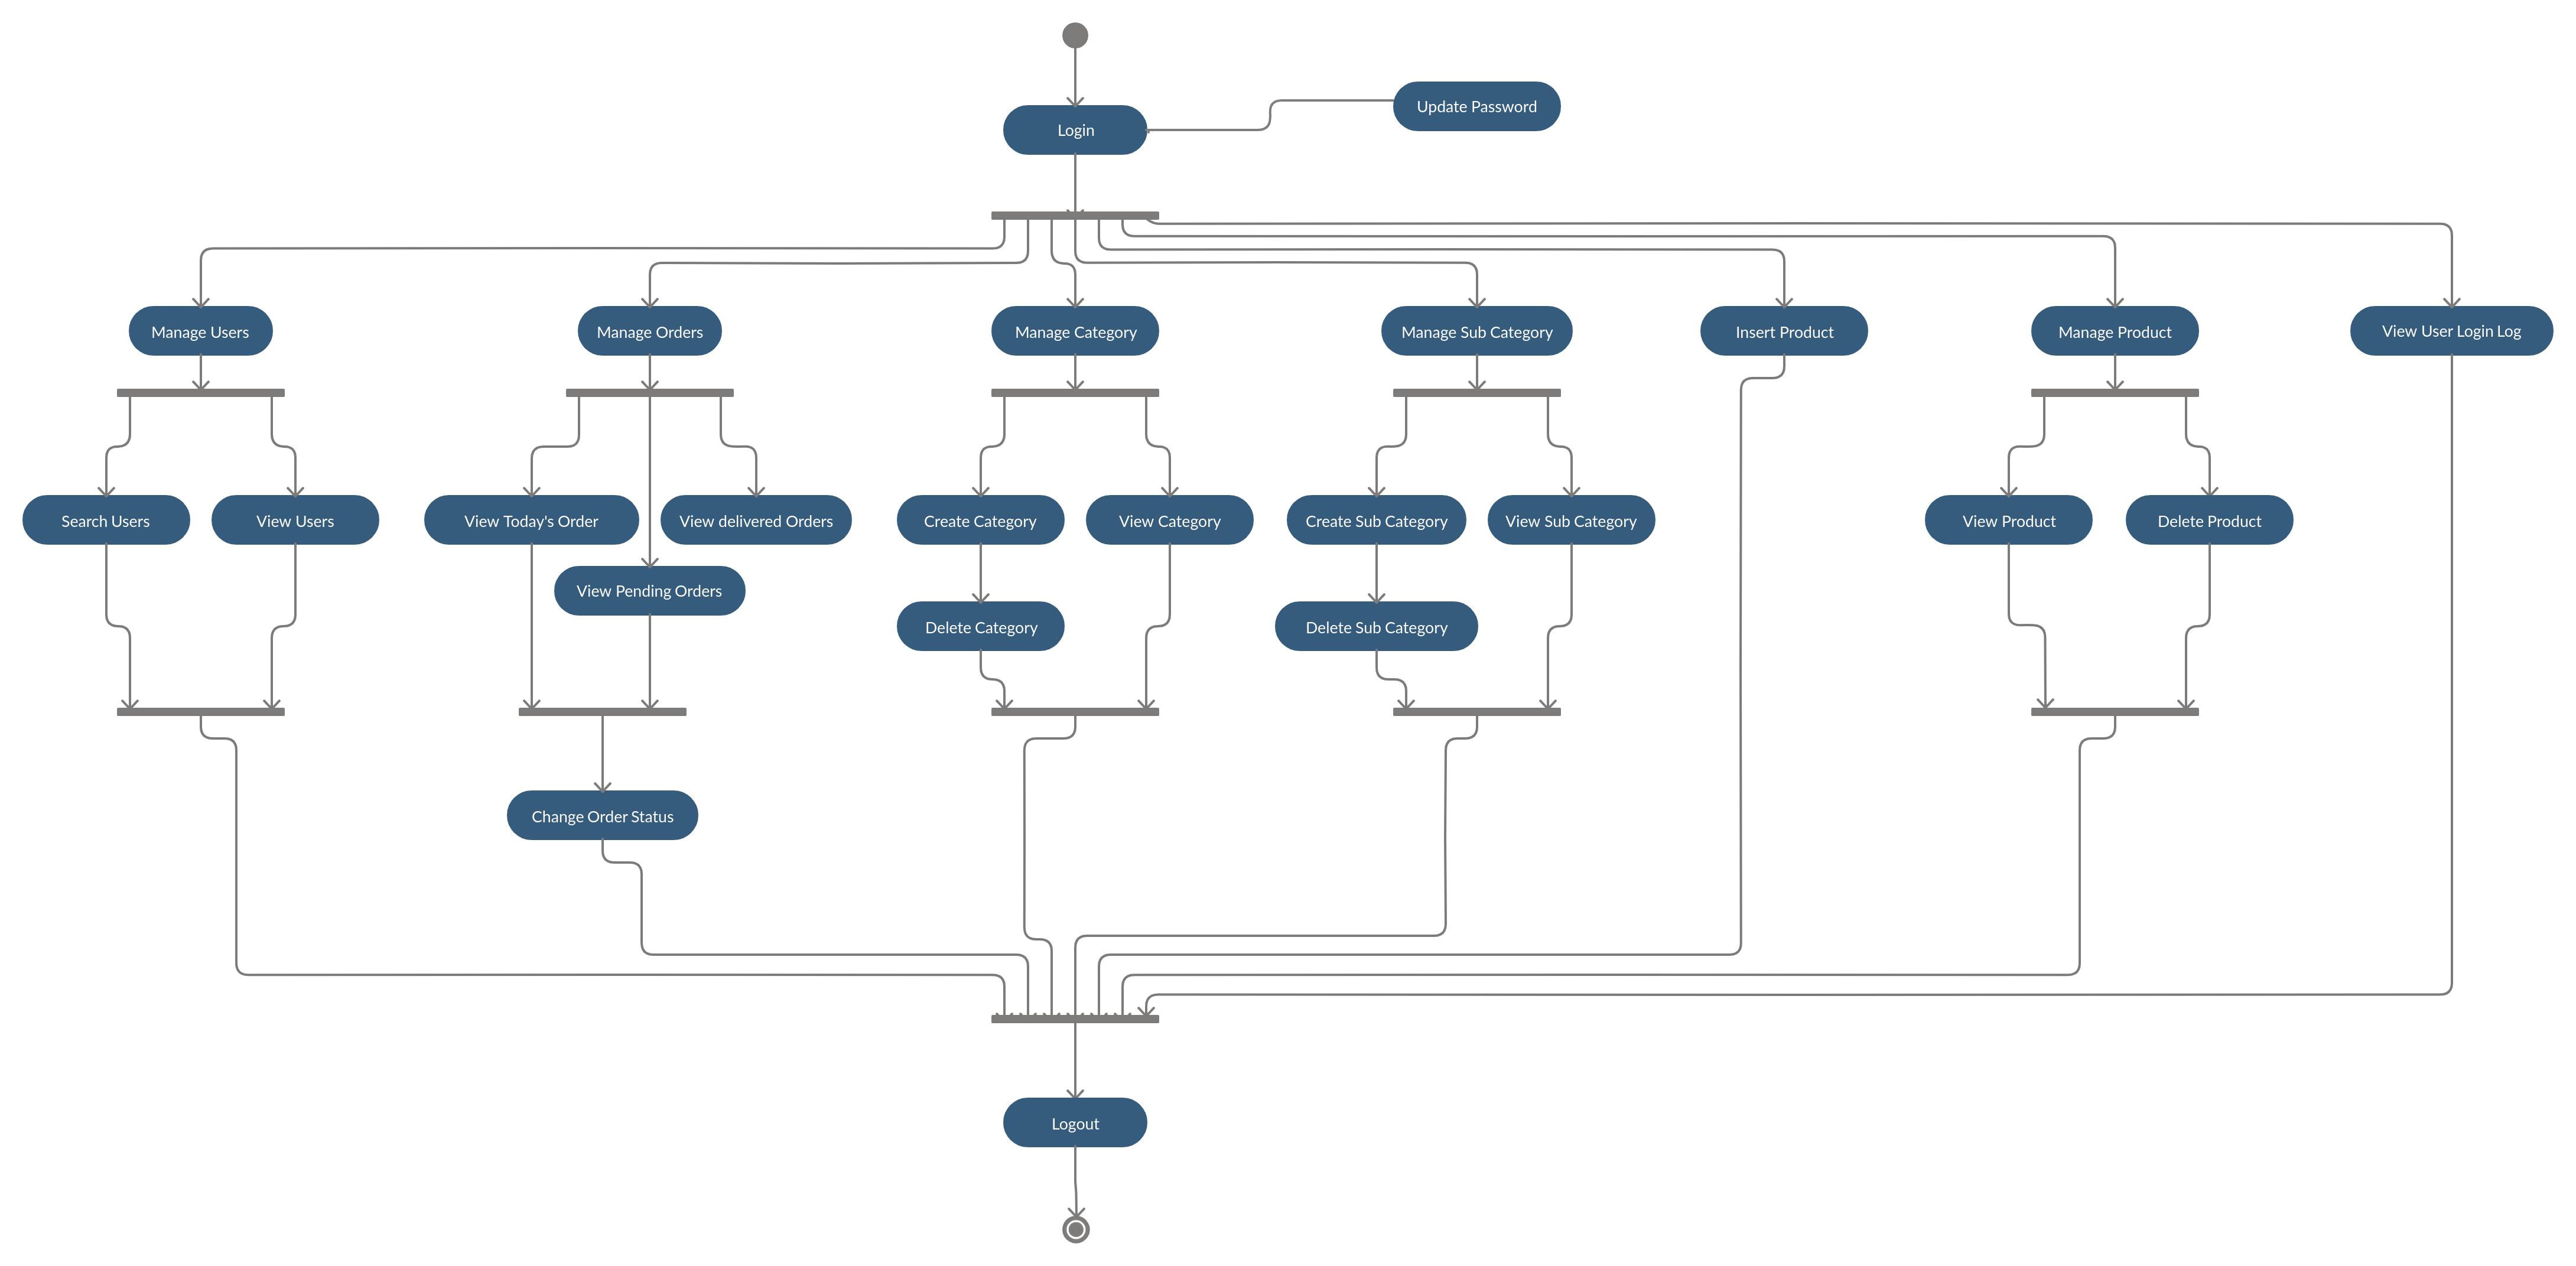 Update Password
Login
Manage Users
Manage Orders
Manage Category
Manage Sub Category
Insert Product
Manage Product
View User Login Log
Search Users
View Users
View Today's Order
View delivered Orders
Create Category
View Category
Create Sub Category
View Sub Category
View Product
Delete Product
View Pending Orders
Delete Category
Delete Sub Category
Change Order Status
Logout